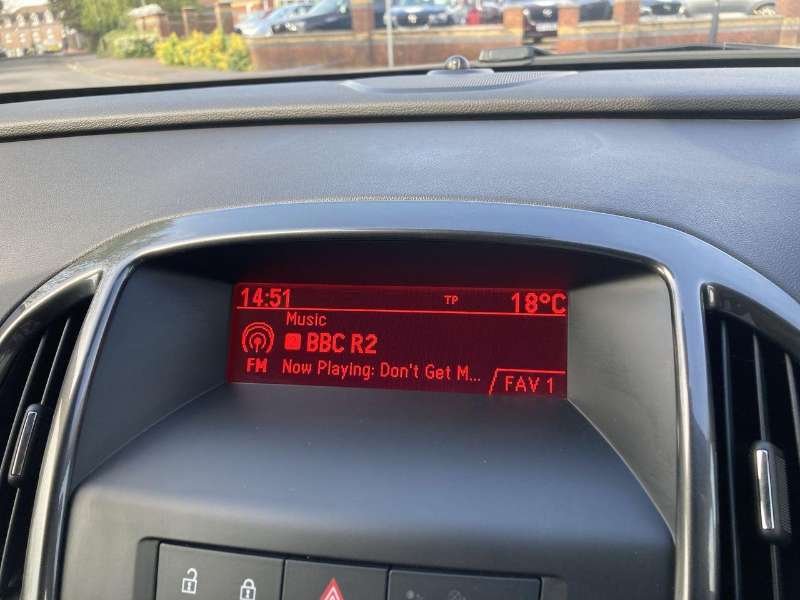 14:51 TP 18°C
Music
BBC R2
FM Now Playing: Don't Get M...
FAV 1